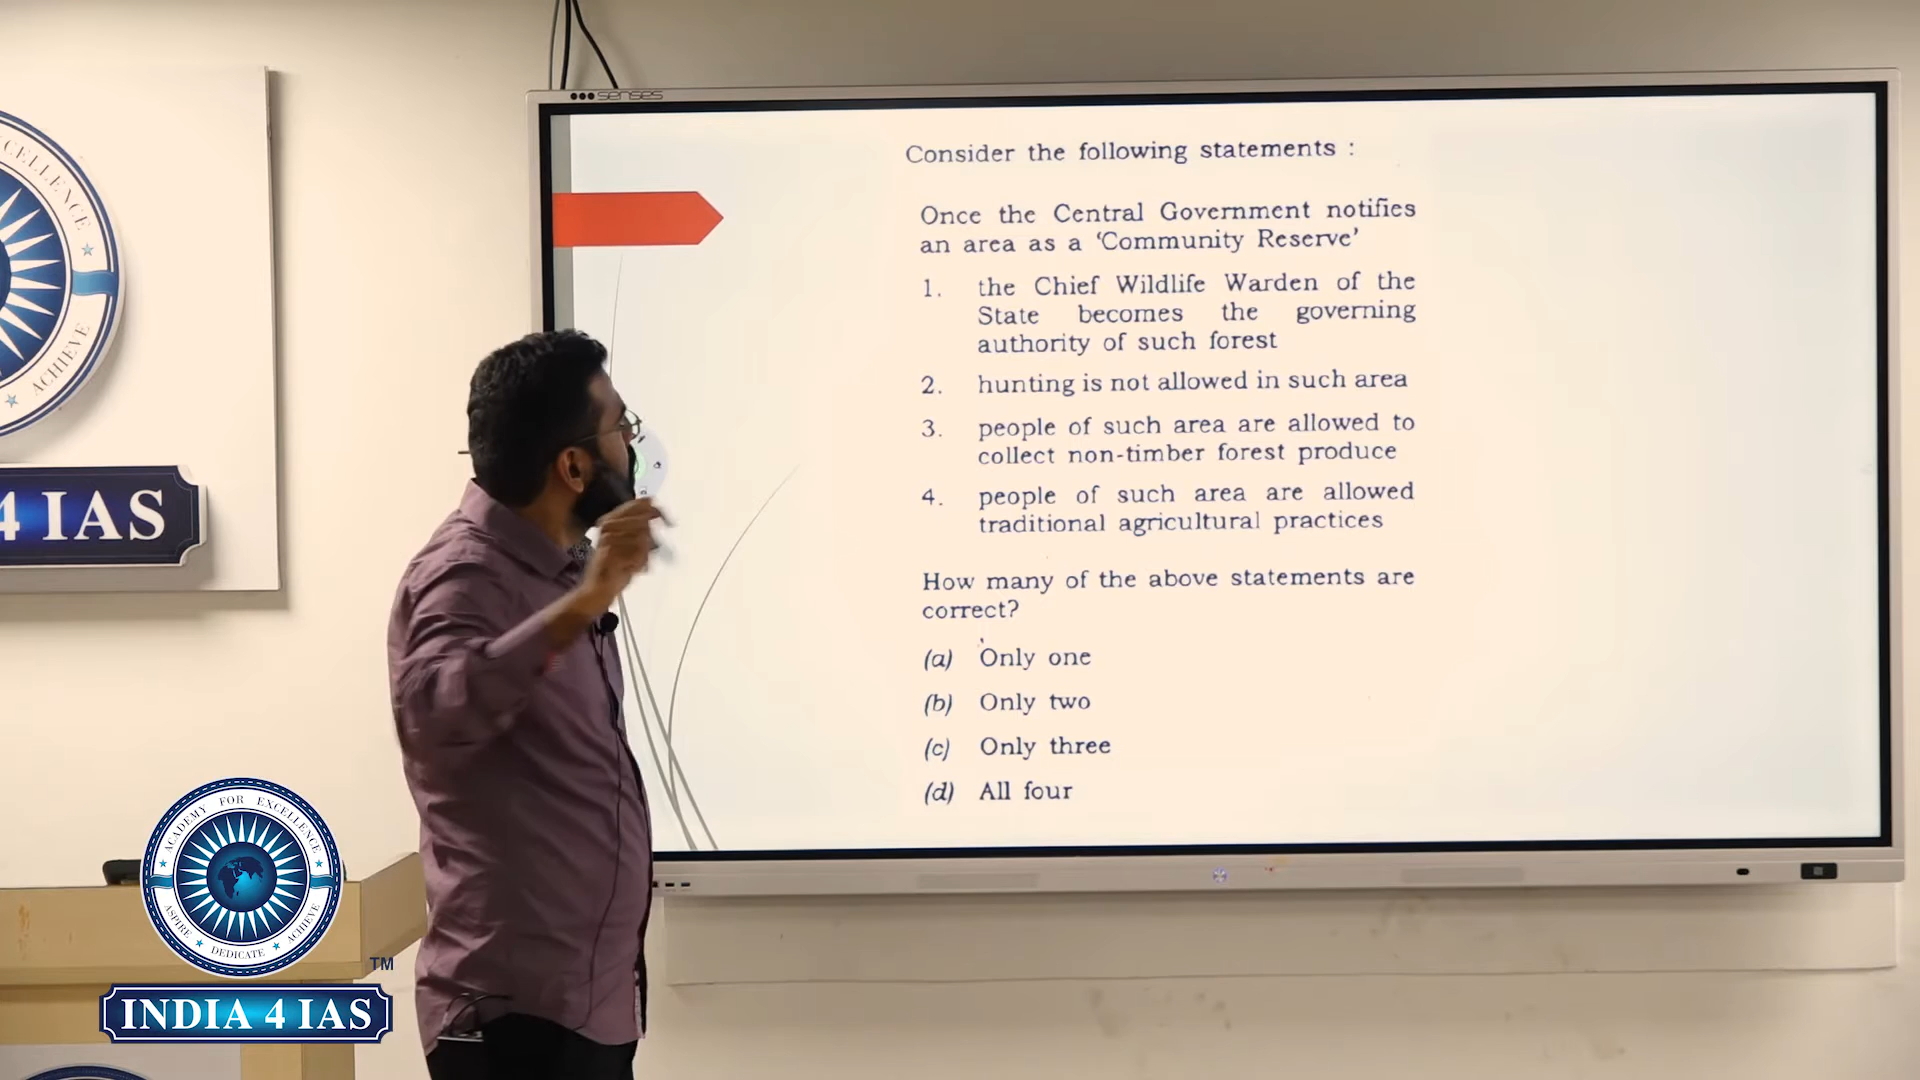 senses
Consider the following statements :
Once the Central Government notifies
an area as a ‘Community Reserve’
1. the Chief Wildlife Warden of the
State becomes the governing
authority of such forest
2. hunting is not allowed in such area
3. people of such area are allowed to
collect non-timber forest produce
4. people of such area are allowed
traditional agricultural practices
How many of the above statements are
correct?
(a) Only one
(b) Only two
(c) Only three
(d) All four
EXCELLENCE
ACHIEVE
4 IAS
ACADEMY FOR EXCELLENCE
ASPIRE DEDICATE ACHIEVE
TM
INDIA 4 IAS